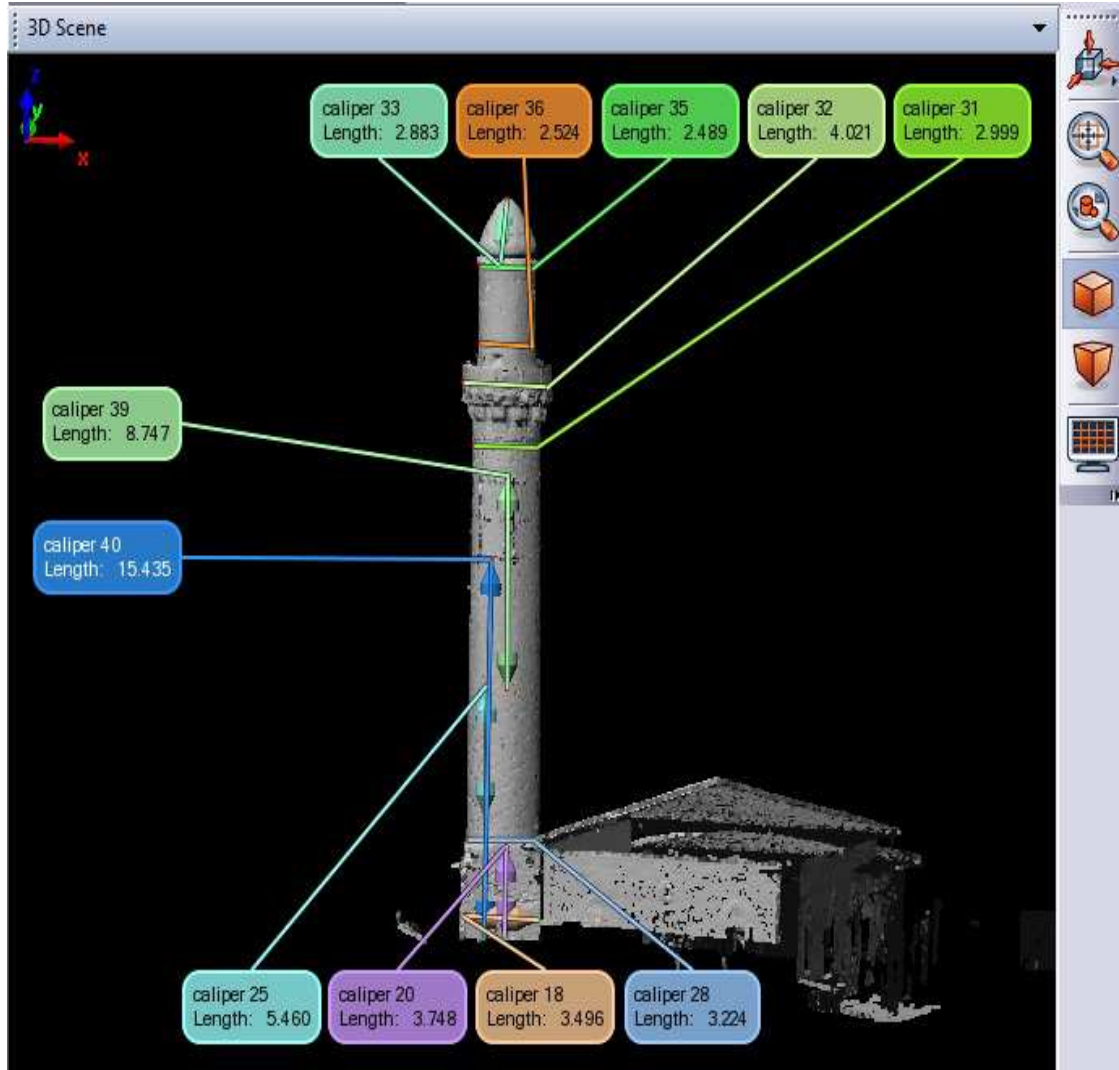 3D Scene
z
y
x
caliper 33
Length: 2.883
caliper 36
Length: 2.524
caliper 35
Length: 2.489
caliper 32
Length: 4.021
caliper 31
Length: 2.999
caliper 39
Length: 8.747
caliper 40
Length: 15.435
caliper 25
Length: 5.460
caliper 20
Length: 3.748
caliper 18
Length: 3.496
caliper 28
Length: 3.224